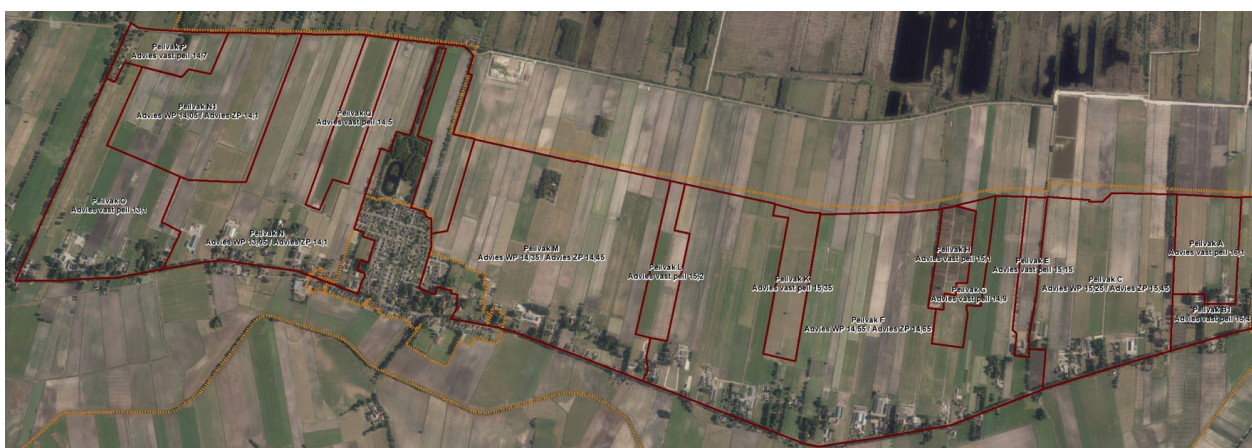 Peilvak P
Advies vast peil 14,7
Peilvak N1
Advies WP 14,05 / Advies ZP 14,1
Peilvak Q
Advies vast peil 14,5
Peilvak O
Advies vast peil 13,1
Peilvak N
Advies WP 13,95 / Advies ZP 14,1
Peilvak M
Advies WP 14,35 / Advies ZP 14,45
Peilvak L
Advies vast peil 15,2
Peilvak K
Advies vast peil 15,35
Peilvak F
Advies WP 14,55 / Advies ZP 14,65
Peilvak H
Advies vast peil 15,1
Peilvak G
Advies vast peil 14,9
Peilvak E
Advies vast peil 15,15
Peilvak C
Advies WP 15,25 / Advies ZP 15,45
Peilvak A
Advies vast peil 16,1
Peilvak B1
Advies vast peil 15,4